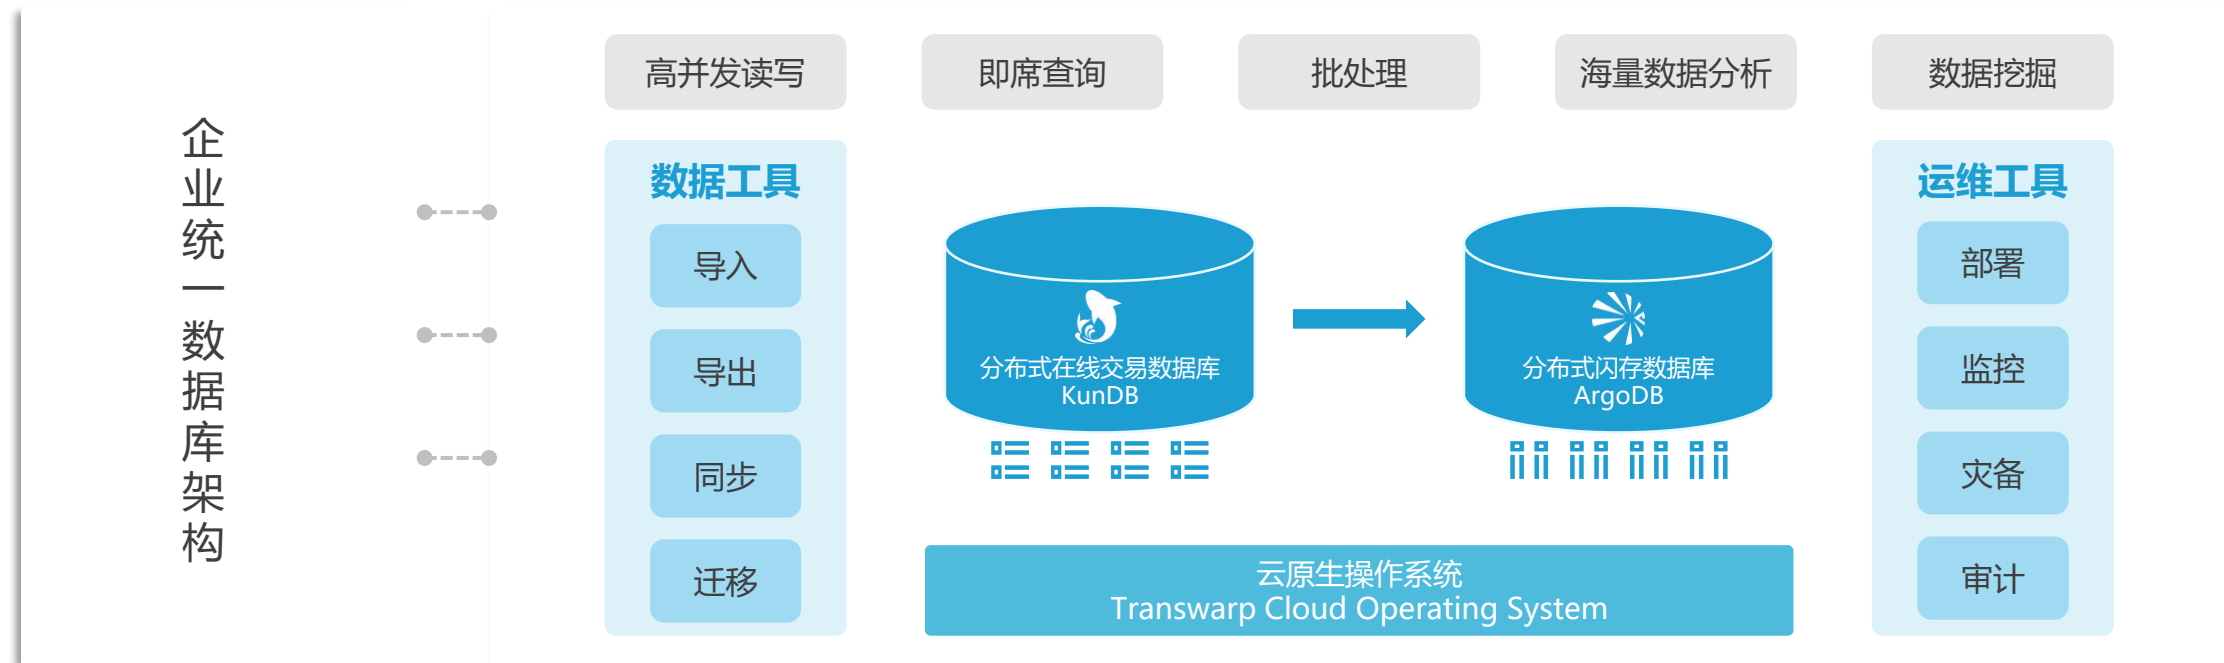 企业统一数据库架构
高并发读写
即席查询
批处理
海量数据分析
数据挖掘
数据工具
导入
导出
同步
迁移
分布式在线交易数据库
KunDB
分布式闪存数据库
ArgoDB
云原生操作系统
Transwarp Cloud Operating System
运维工具
部署
监控
灾备
审计